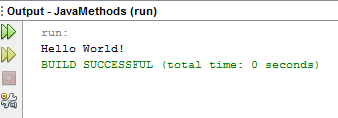 Output - JavaMethods (run)
run:
Hello World!
BUILD SUCCESSFUL (total time: 0 seconds)